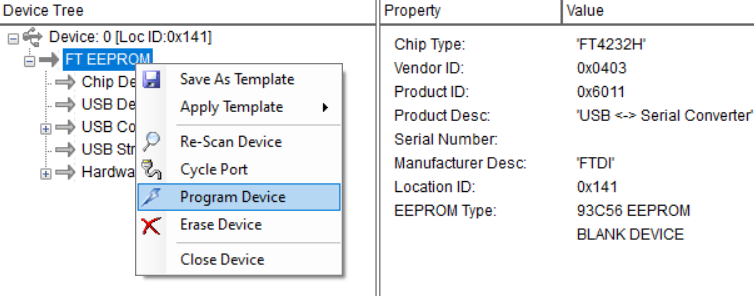 Device Tree
Device: 0 [Loc ID:0x141]
FT EEPROM
Chip De
USB De
USB Co
USB Str
Hardwa
Save As Template
Apply Template
Re-Scan Device
Cycle Port
Program Device
Erase Device
Close Device
Property Value
Chip Type: 'FT4232H'
Vendor ID: 0x0403
Product ID: 0x6011
Product Desc: 'USB <-> Serial Converter'
Serial Number:
Manufacturer Desc: 'FTDI'
Location ID: 0x141
EEPROM Type: 93C56 EEPROM
BLANK DEVICE